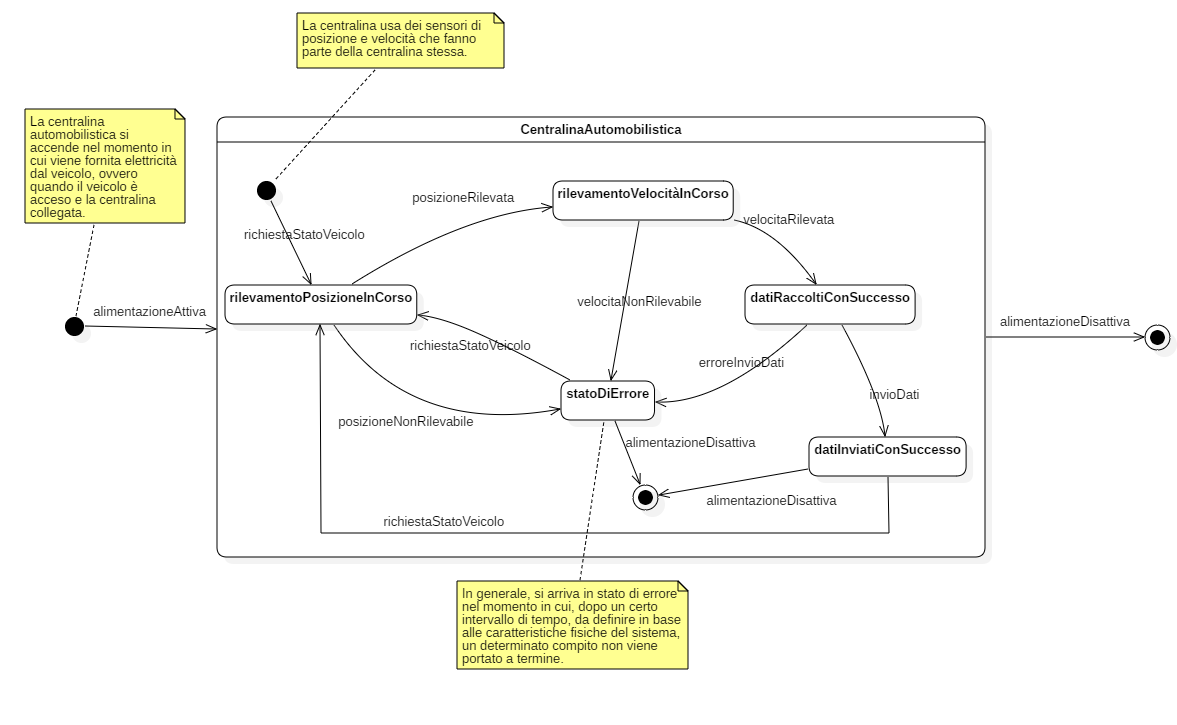 La centralina usa dei sensori di
posizione e velocità che fanno
parte della centralina stessa.
La centralina
automobilistica si
accende nel momento in
cui viene fornita elettricità
dal veicolo, ovvero
quando il veicolo è
acceso e la centralina
collegata.
CentralinaAutomobilistica
posizioneRilevata
rilevamentoVelocitàInCorso
velocitaRilevata
richiestaStatoVeicolo
rilevamentoPosizioneInCorso
datiRaccoltiConSuccesso
velocitaNonRilevabile
alimentazioneAttiva
alimentazioneDisattiva
richiestaStatoVeicolo
erroreInvioDati
statoDiErrore
invioDati
posizioneNonRilevabile
alimentazioneDisattiva
datiInviatiConSuccesso
alimentazioneDisattiva
richiestaStatoVeicolo
In generale, si arriva in stato di errore
nel momento in cui, dopo un certo
intervallo di tempo, da definire in base
alle caratteristiche fisiche del sistema,
un determinato compito non viene
portato a termine.